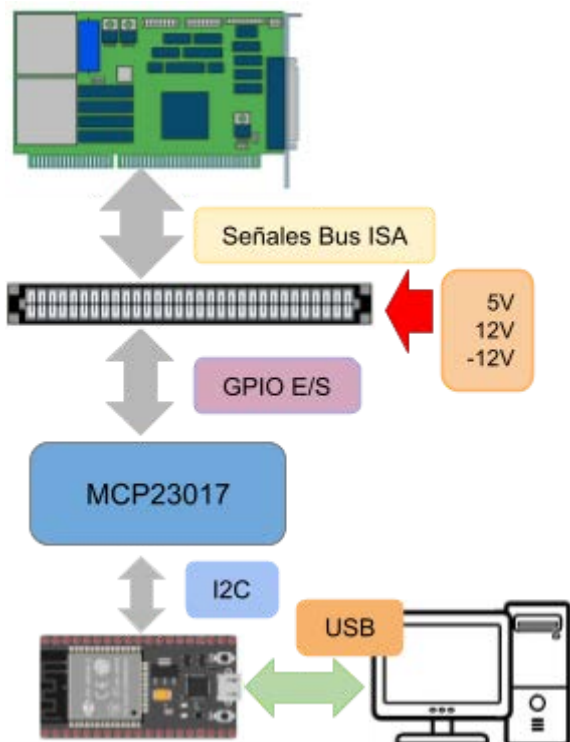 Señales Bus ISA
5V
12V
-12V
GPIO E/S
MCP23017
I2C
USB